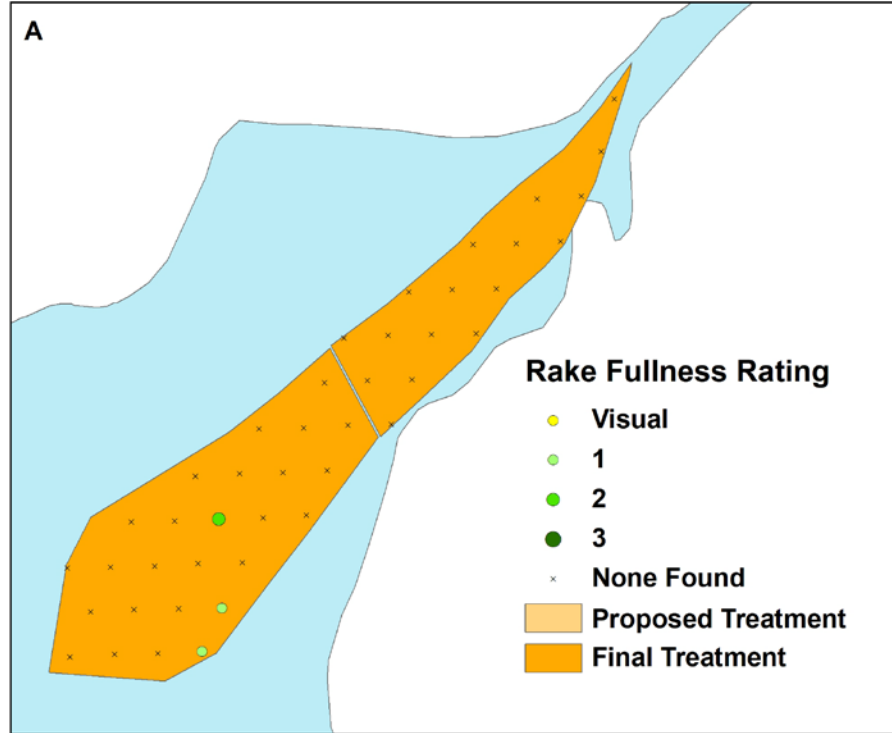 A
Rake Fullness Rating
Visual
1
2
3
None Found
Proposed Treatment
Final Treatment